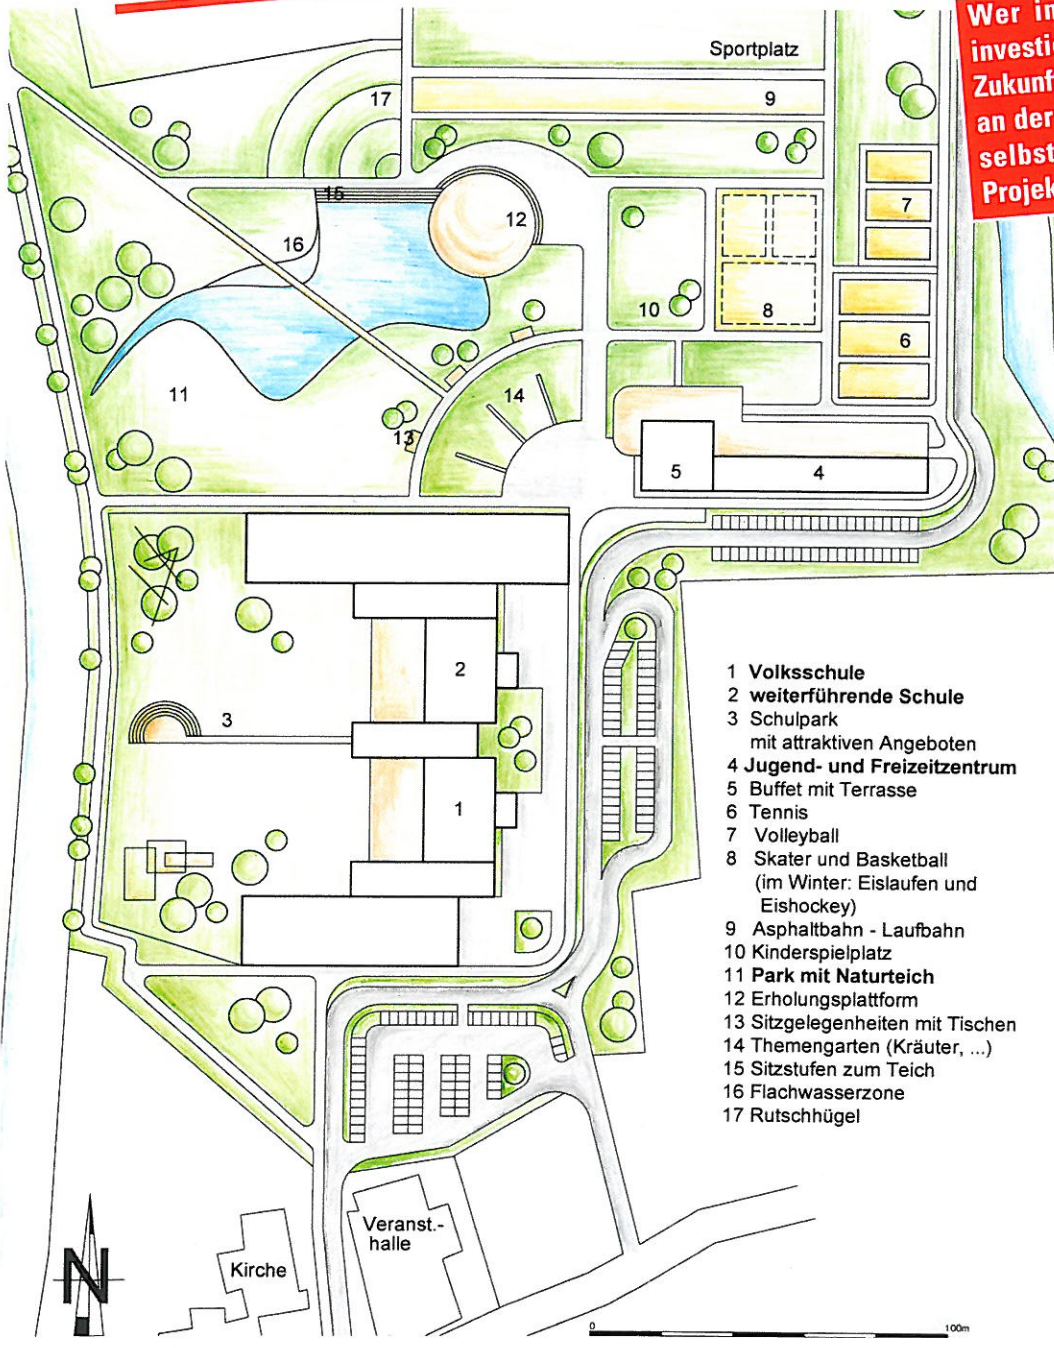 Wer in
investi
Zukunf
an der
selbst
Projek
Sportplatz
17
9
7
15
12
16
10
8
6
11
14
13
5
4
2
3
1
1 Volksschule
2 weiterführende Schule
3 Schulpark
mit attraktiven Angeboten
4 Jugend- und Freizeitzentrum
5 Buffet mit Terrasse
6 Tennis
7 Volleyball
8 Skater und Basketball
(im Winter: Eislaufen und
Eishockey)
9 Asphaltbahn - Laufbahn
10 Kinderspielplatz
11 Park mit Naturteich
12 Erholungsplattform
13 Sitzgelegenheiten mit Tischen
14 Themengarten (Kräuter, ...)
15 Sitzstufen zum Teich
16 Flachwasserzone
17 Rutschhügel
Veranst.-
halle
Kirche
N
0 100m